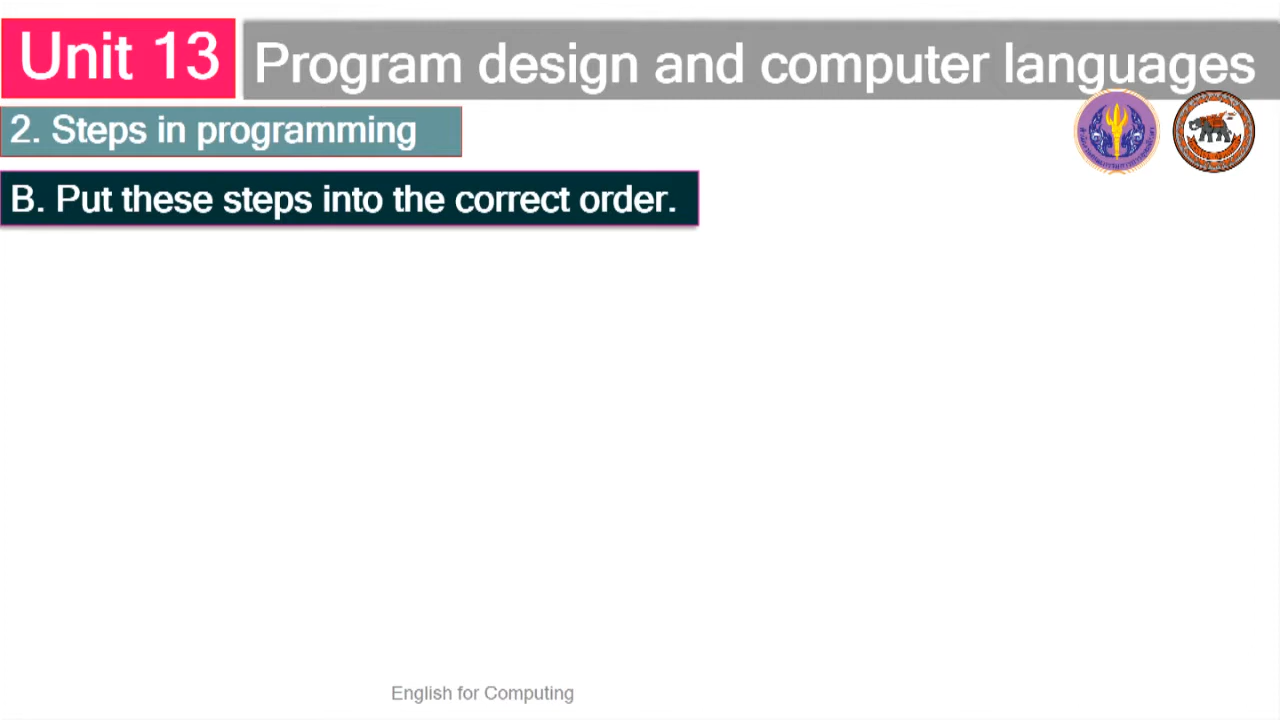 Unit 13
Program design and computer languages
2. Steps in programming
B. Put these steps into the correct order.
English for Computing